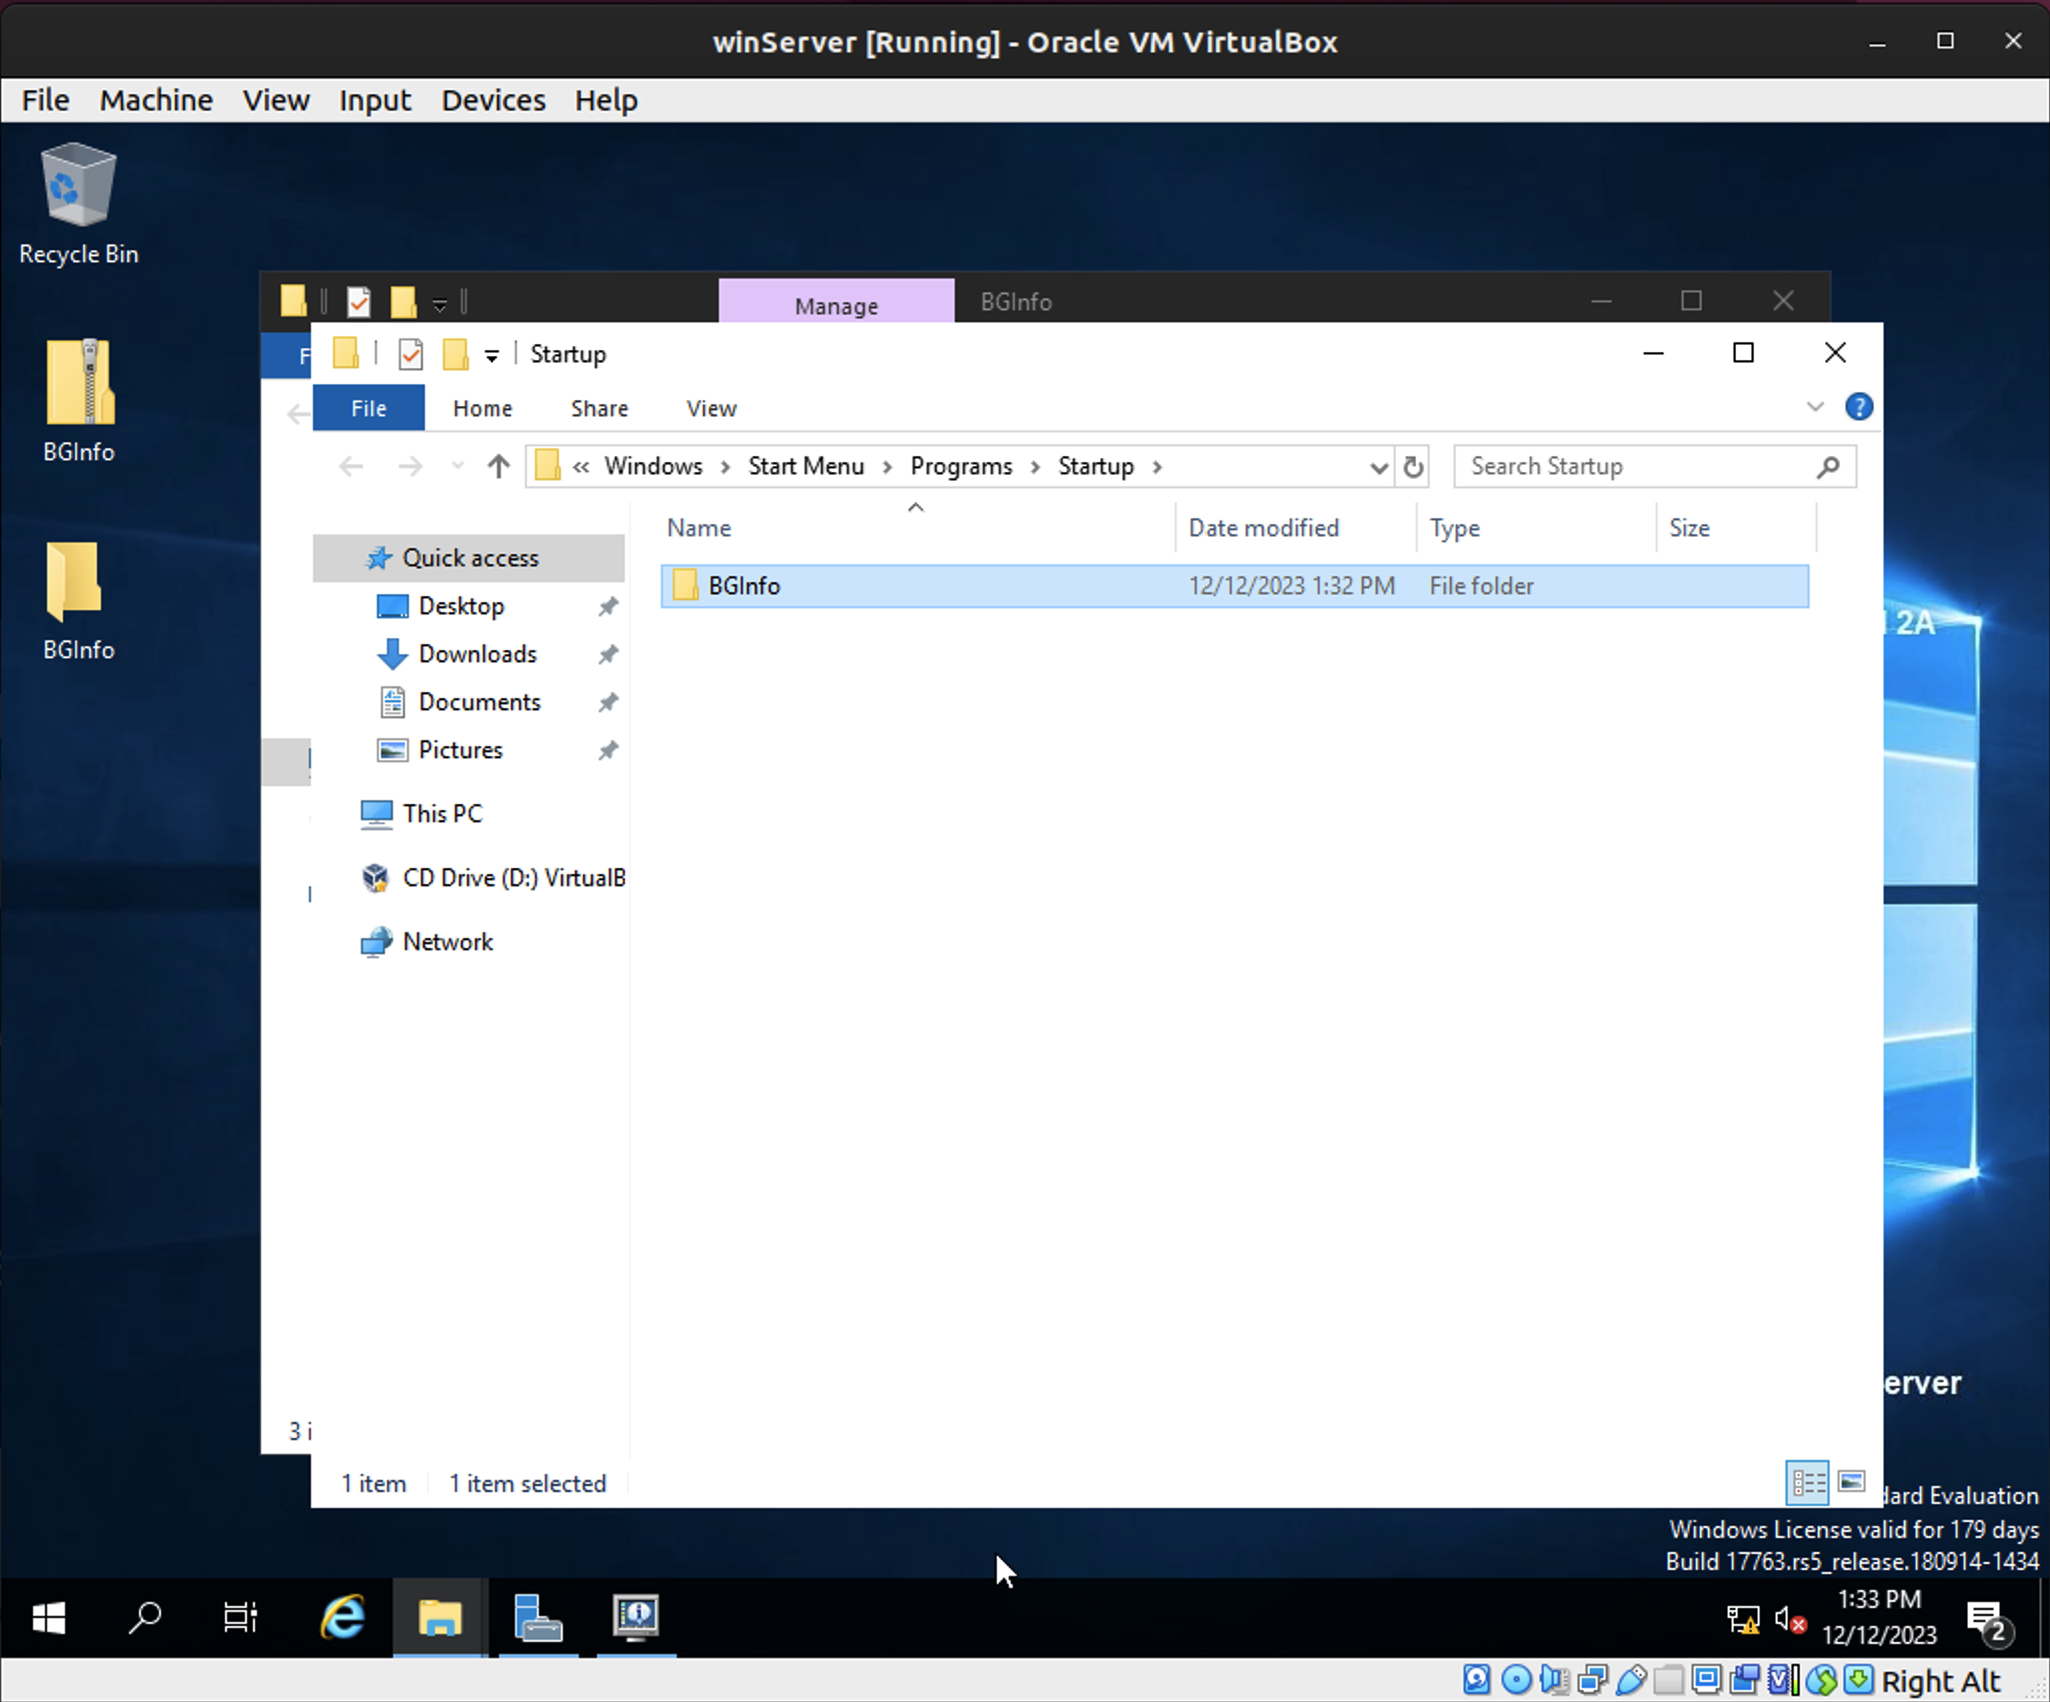 winServer [Running] - Oracle VM VirtualBox
File Machine View Input Devices Help
Recycle Bin
BGInfo
BGInfo
Manage BGInfo
F
Startup
File Home Share View
« Windows > Start Menu > Programs > Startup >
Search Startup
Name Date modified Type Size
BGInfo 12/12/2023 1:32 PM File folder
Quick access
Desktop
Downloads
Documents
Pictures
This PC
CD Drive (D:) VirtualB
Network
2A
erver
3 i
1 item 1 item selected
dard Evaluation
Windows License valid for 179 days
Build 17763.rs5_release.180914-1434
1:33 PM
12/12/2023
2
Right Alt